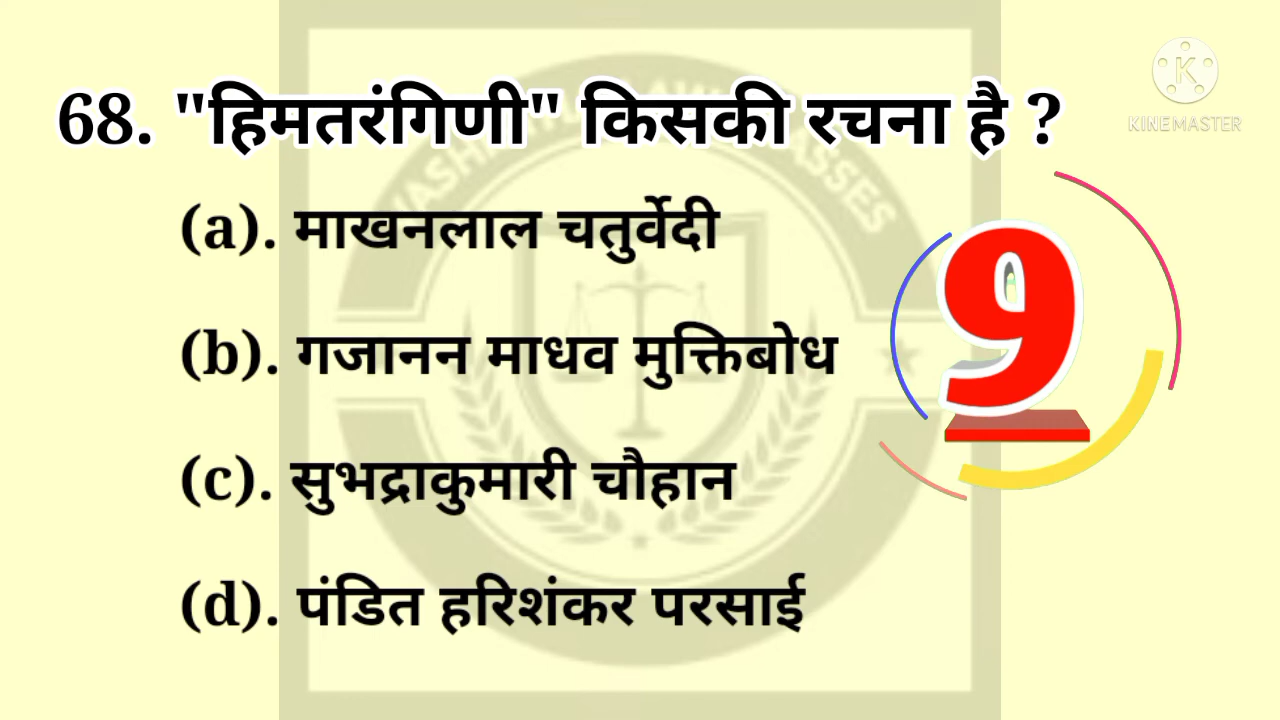 68. "हिमतरंगिणी" किसकी रचना है ?
KINEMASTER
(a). माखनलाल चतुर्वेदी
(b). गजानन माधव मुक्तिबोध
9
(c). सुभद्राकुमारी चौहान
(d). पंडित हरिशंकर परसाई